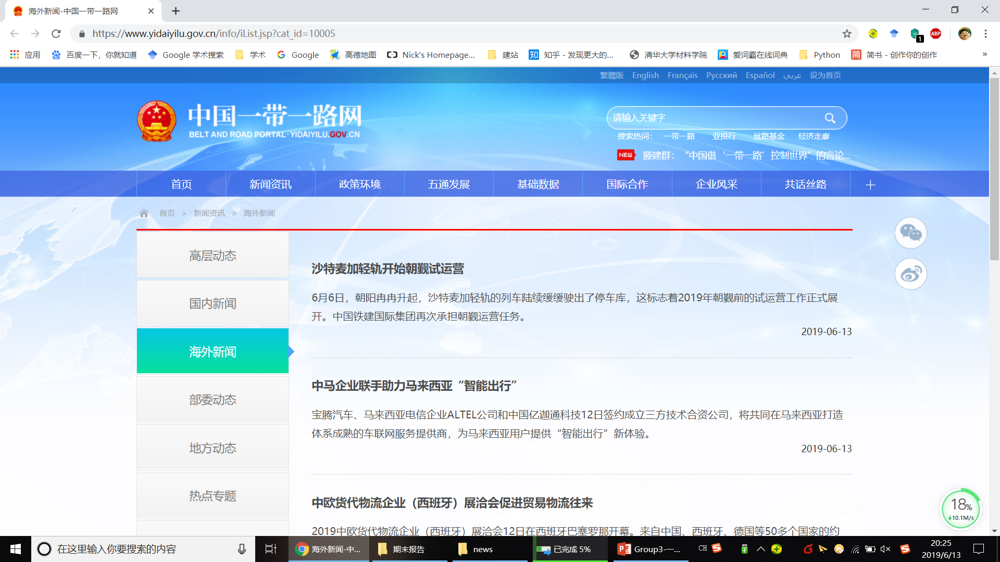 海外新闻-中国一带一路网
https://www.yidaiyilu.gov.cn/info/iList.jsp?cat_id=10005
ABP
1
应用
百度一下，你就知道
Google 学术搜索
学术
Google
高德地图
Nick's Homepage...
建站
知乎 - 发现更大的...
清华大学材料学院
爱词霸在线词典
Python
简书 - 创作你的创作
»
繁體版 English Français Русский Español عربي 设为首页
中国一带一路网
BELT AND ROAD PORTAL·YIDAIYILU.GOV.CN
请输入关键字
搜索热词： 一带一路 亚投行 丝路基金 经济走廊
NEW 滕建群：“中国借‘一带一路’控制世界”的言论...
首页 新闻资讯 政策环境 五通发展 基础数据 国际合作 企业风采 共话丝路
首页 > 新闻资讯 > 海外新闻
高层动态
国内新闻
海外新闻
部委动态
地方动态
热点专题
沙特麦加轻轨开始朝觐试运营
6月6日，朝阳冉冉升起，沙特麦加轻轨的列车陆续缓缓驶出了停车库，这标志着2019年朝觐前的试运营工作正式展
开。中国铁建国际集团再次承担朝觐运营任务。
2019-06-13
中马企业联手助力马来西亚“智能出行”
宝腾汽车、马来西亚电信企业ALTEL公司和中国亿迦通科技12日签约成立三方技术合资公司，将共同在马来西亚打造
体系成熟的车联网服务提供商，为马来西亚用户提供“智能出行”新体验。
2019-06-13
中欧货代物流企业（西班牙）展洽会促进贸易物流往来
2019中欧货代物流企业（西班牙）展洽会12日在西班牙巴塞罗那开幕。来自中国、西班牙、德国等50多个国家的约
18%
10.1M/s
在这里输入你要搜索的内容
海外新闻-中...
期末报告
news
已完成 5%
Group3-一...
CH
20:25
2019/6/13